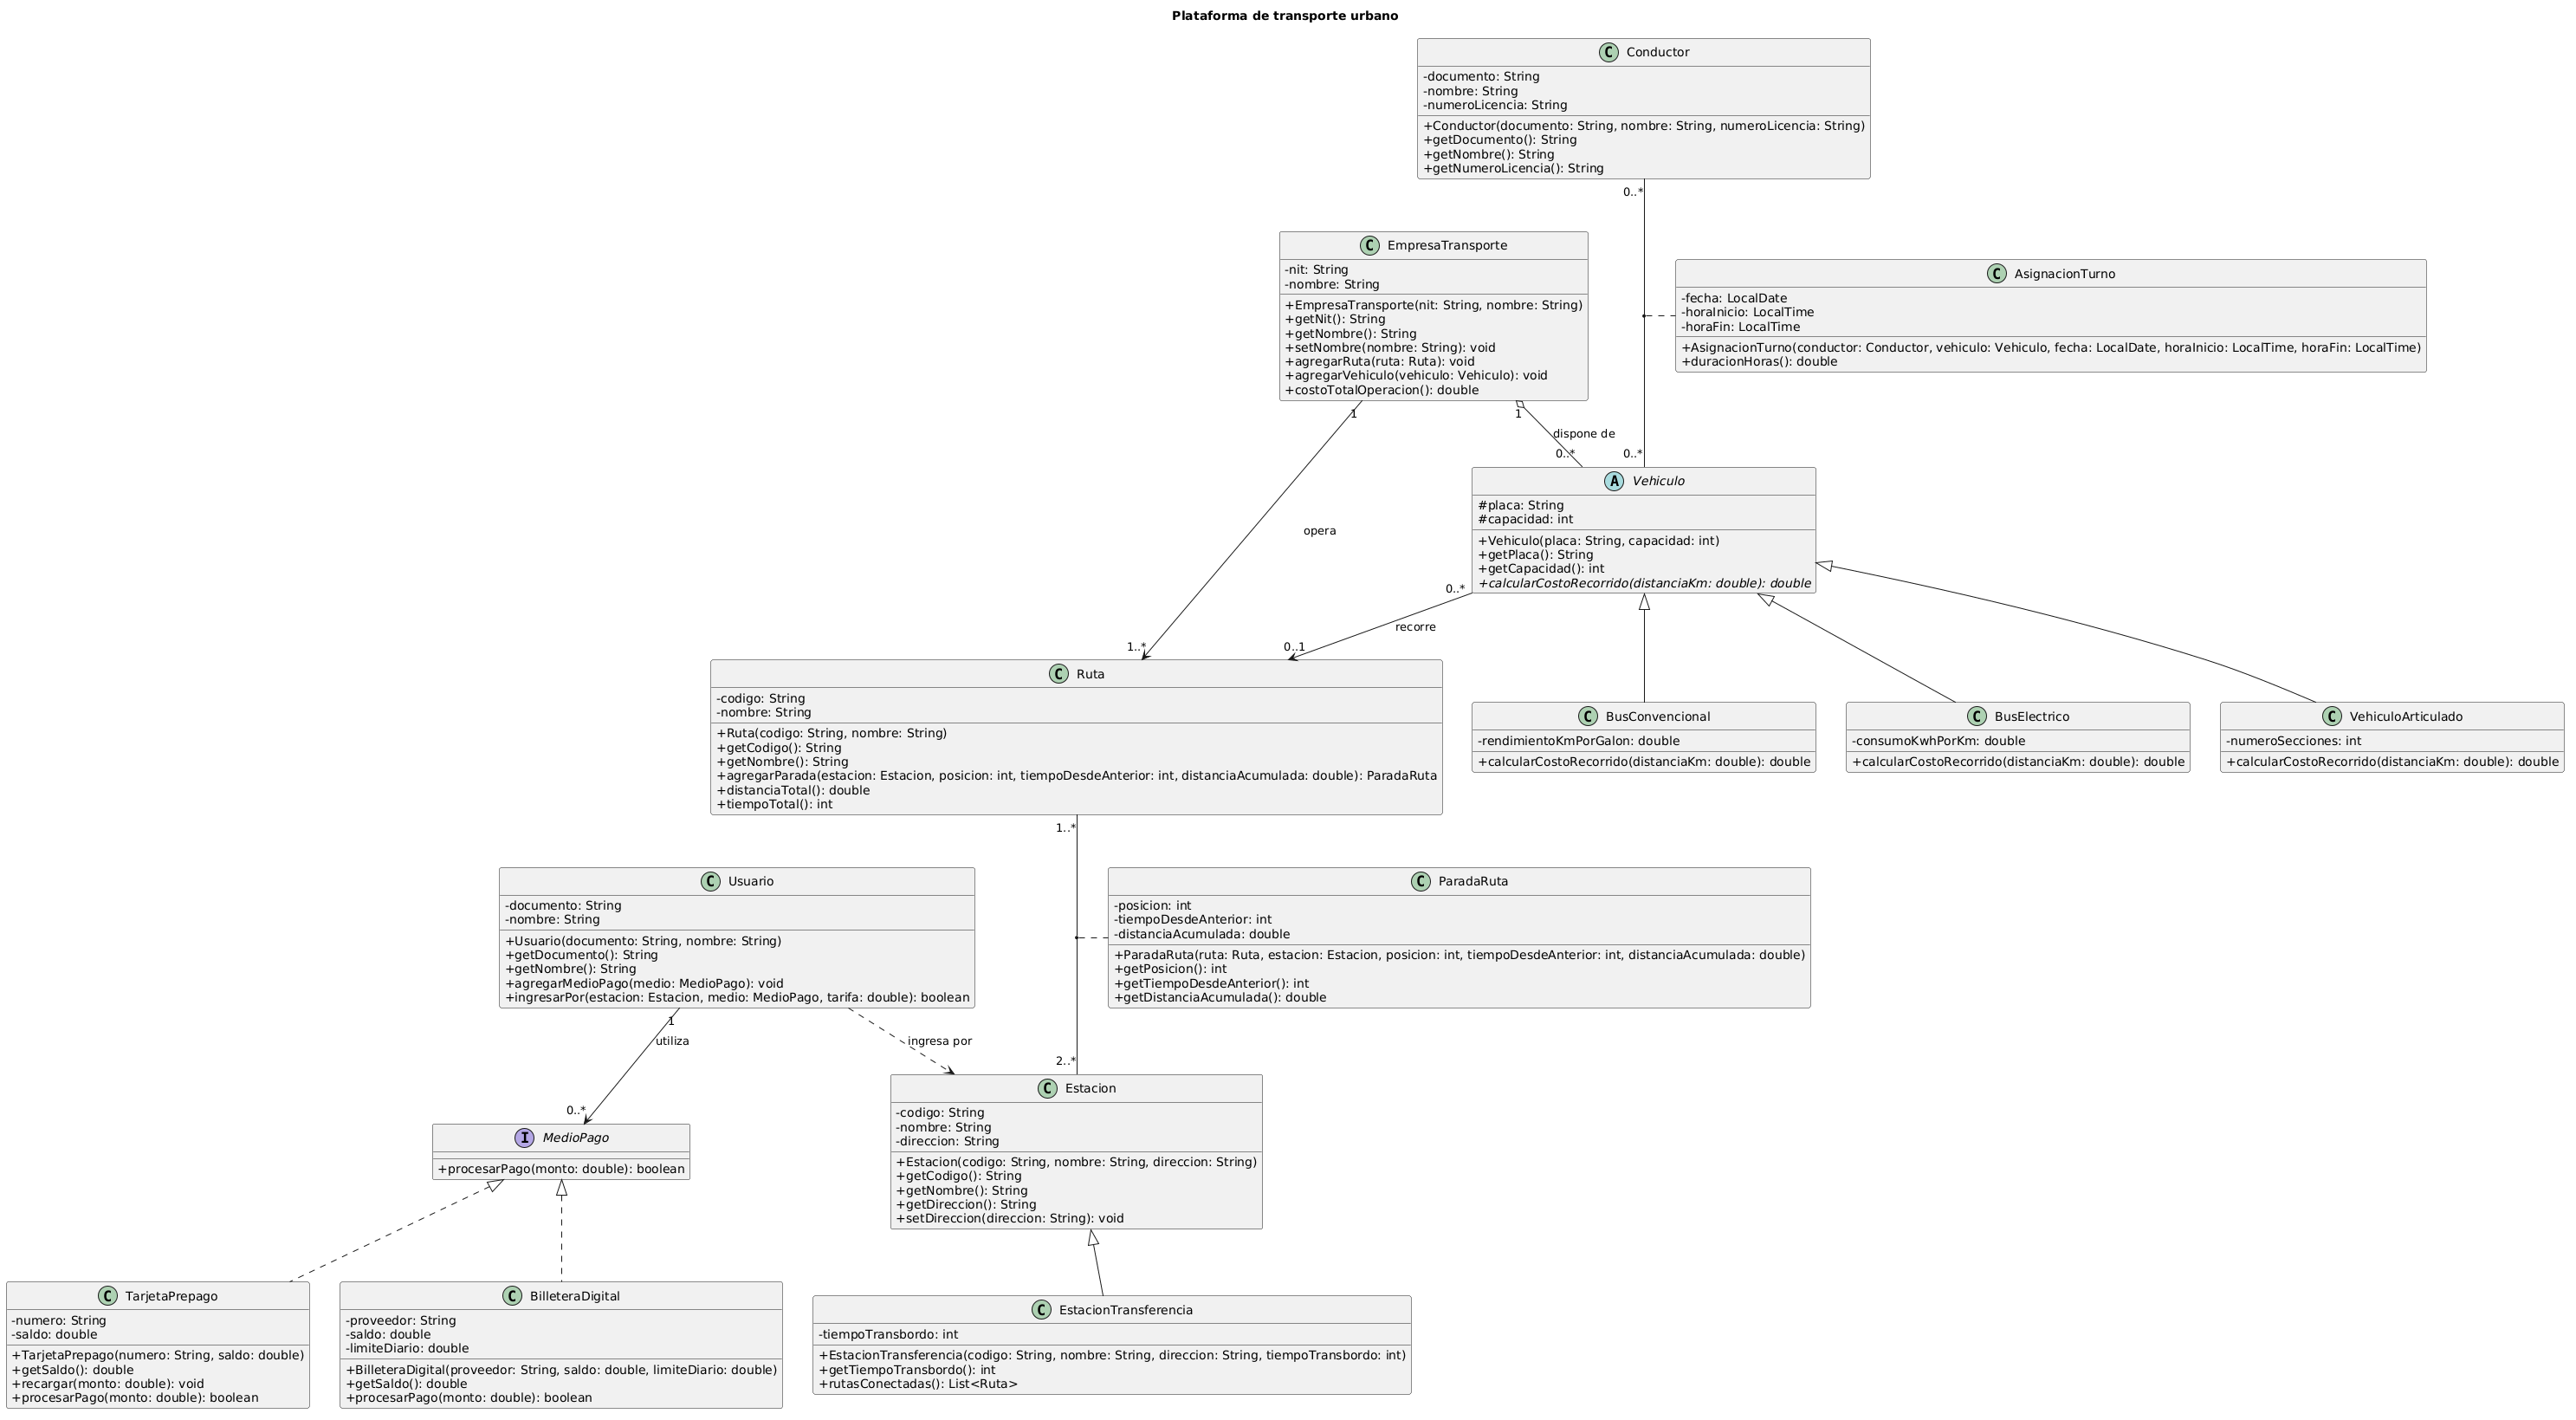 Plataforma de transporte urbano
C Conductor
-documento: String
-nombre: String
-numeroLicencia: String
+Conductor(documento: String, nombre: String, numeroLicencia: String)
+getDocumento(): String
+getNombre(): String
+getNumeroLicencia(): String
0..*
C EmpresaTransporte
-nit: String
-nombre: String
+EmpresaTransporte(nit: String, nombre: String)
+getNit(): String
+getNombre(): String
+setNombre(nombre: String): void
+agregarRuta(ruta: Ruta): void
+agregarVehiculo(vehiculo: Vehiculo): void
+costoTotalOperacion(): double
C AsignacionTurno
-fecha: LocalDate
-horaInicio: LocalTime
-horaFin: LocalTime
+AsignacionTurno(conductor: Conductor, vehiculo: Vehiculo, fecha: LocalDate, horaInicio: LocalTime, horaFin: LocalTime)
+duracionHoras(): double
1
1
dispone de
0..*
0..*
A Vehiculo
#placa: String
#capacidad: int
+Vehiculo(placa: String, capacidad: int)
+getPlaca(): String
+getCapacidad(): int
+calcularCostoRecorrido(distanciaKm: double): double
opera
0..*
recorre
1..*
0..1
C Ruta
-codigo: String
-nombre: String
+Ruta(codigo: String, nombre: String)
+getCodigo(): String
+getNombre(): String
+agregarParada(estacion: Estacion, posicion: int, tiempoDesdeAnterior: int, distanciaAcumulada: double): ParadaRuta
+distanciaTotal(): double
+tiempoTotal(): int
C BusConvencional
-rendimientoKmPorGalon: double
+calcularCostoRecorrido(distanciaKm: double): double
C BusElectrico
-consumoKwhPorKm: double
+calcularCostoRecorrido(distanciaKm: double): double
C VehiculoArticulado
-numeroSecciones: int
+calcularCostoRecorrido(distanciaKm: double): double
1..*
C Usuario
-documento: String
-nombre: String
+Usuario(documento: String, nombre: String)
+getDocumento(): String
+getNombre(): String
+agregarMedioPago(medio: MedioPago): void
+ingresarPor(estacion: Estacion, medio: MedioPago, tarifa: double): boolean
C ParadaRuta
-posicion: int
-tiempoDesdeAnterior: int
-distanciaAcumulada: double
+ParadaRuta(ruta: Ruta, estacion: Estacion, posicion: int, tiempoDesdeAnterior: int, distanciaAcumulada: double)
+getPosicion(): int
+getTiempoDesdeAnterior(): int
+getDistanciaAcumulada(): double
1
utiliza
ingresa por
2..*
0..*
I MedioPago
+procesarPago(monto: double): boolean
C Estacion
-codigo: String
-nombre: String
-direccion: String
+Estacion(codigo: String, nombre: String, direccion: String)
+getCodigo(): String
+getNombre(): String
+getDireccion(): String
+setDireccion(direccion: String): void
C TarjetaPrepago
-numero: String
-saldo: double
+TarjetaPrepago(numero: String, saldo: double)
+getSaldo(): double
+recargar(monto: double): void
+procesarPago(monto: double): boolean
C BilleteraDigital
-proveedor: String
-saldo: double
-limiteDiario: double
+BilleteraDigital(proveedor: String, saldo: double, limiteDiario: double)
+getSaldo(): double
+procesarPago(monto: double): boolean
C EstacionTransferencia
-tiempoTransbordo: int
+EstacionTransferencia(codigo: String, nombre: String, direccion: String, tiempoTransbordo: int)
+getTiempoTransbordo(): int
+rutasConectadas(): List<Ruta>